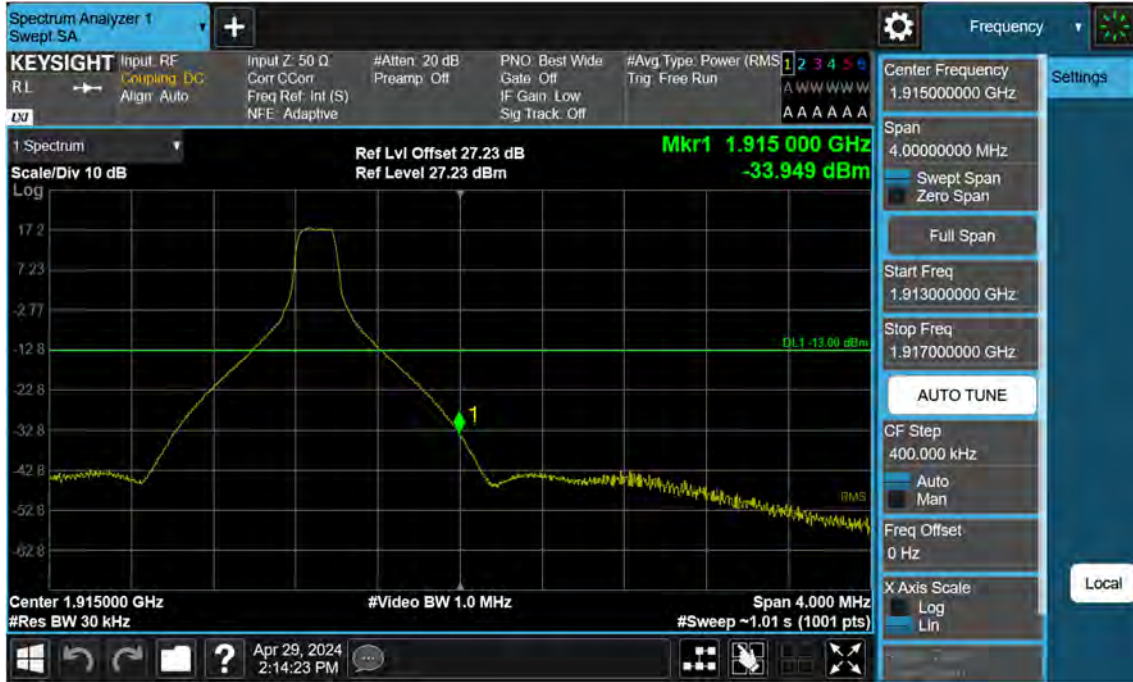 Spectrum Analyzer 1
Swept SA
Frequency
KEYSIGHT
Input: RF
Coupling: DC
Align: Auto
Input Z: 50 Ω
Corr CCorr
Freq Ref: Int (S)
NFE: Adaptive
#Atten: 20 dB
Preamp: Off
PNO: Best Wide
Gate: Off
IF Gain: Low
Sig Track: Off
#Avg Type: Power (RMS
Trig: Free Run
1 2 3 4 5 6
A W W W W W
A A A A A A
RL
LXI
1 Spectrum
Scale/Div 10 dB
Log
Ref Lvl Offset 27.23 dB
Ref Level 27.23 dBm
Mkr1 1.915 000 GHz
-33.949 dBm
17.2
7.23
-2.77
-12.8
-22.8
-32.8
-42.8
-52.8
-62.8
DL1 -13.00 dBm
1
RMS
Center 1.915000 GHz
#Res BW 30 kHz
#Video BW 1.0 MHz
Span 4.000 MHz
#Sweep ~1.01 s (1001 pts)
Apr 29, 2024
2:14:23 PM
Center Frequency
1.915000000 GHz
Settings
Span
4.00000000 MHz
Swept Span
Zero Span
Full Span
Start Freq
1.913000000 GHz
Stop Freq
1.917000000 GHz
AUTO TUNE
CF Step
400.000 kHz
Auto
Man
Freq Offset
0 Hz
X Axis Scale
Log
Lin
Local